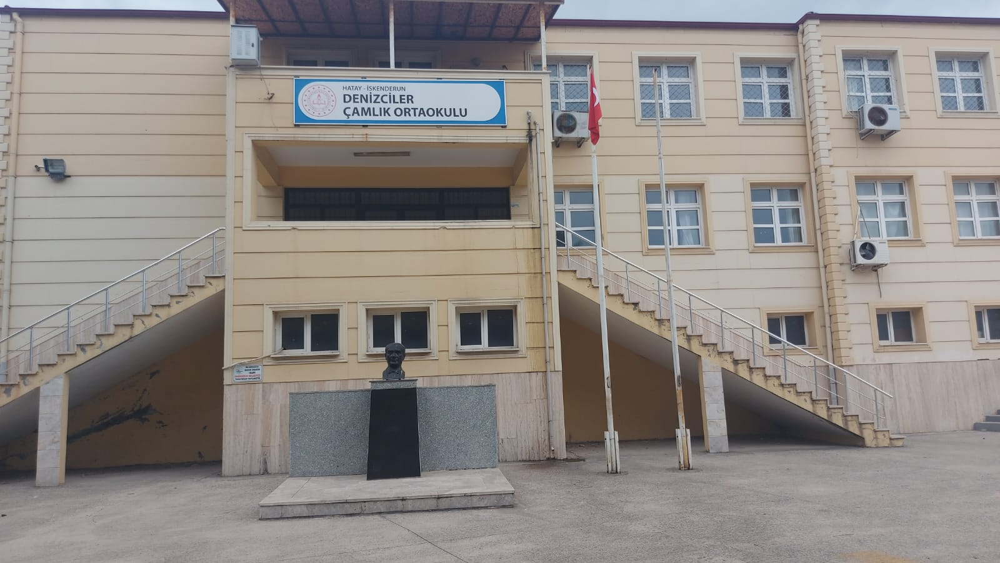 HATAY - İSKENDERUN
DENİZCİLER
ÇAMLIK ORTAOKULU